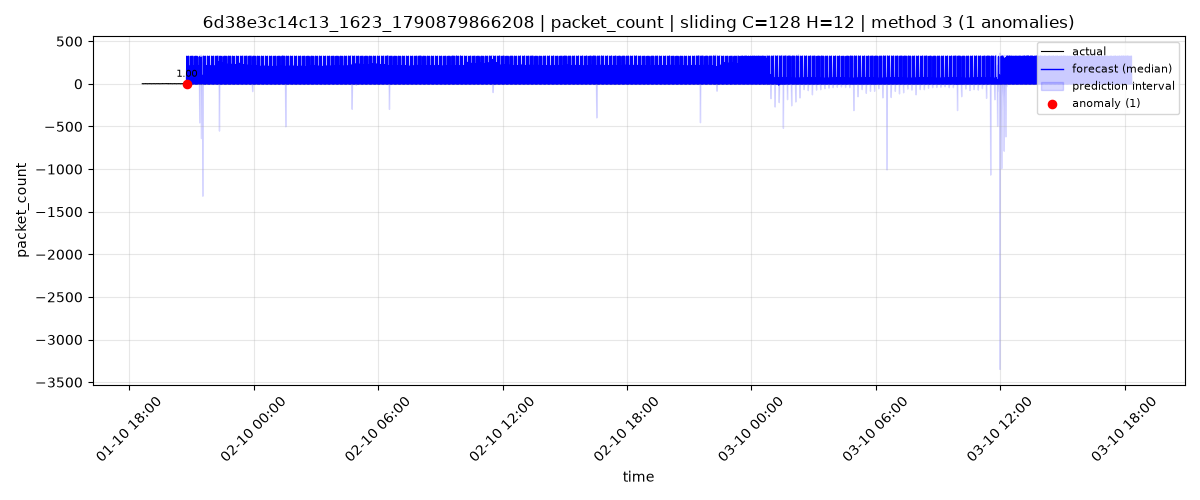 6d38e3c14c13_1623_1790879866208 | packet_count | sliding C=128 H=12 | method 3 (1 anomalies)
packet_count
500
0
−500
−1000
−1500
−2000
−2500
−3000
−3500
actual
forecast (median)
prediction interval
anomaly (1)
1.00
01-10 18:00
02-10 00:00
02-10 06:00
02-10 12:00
02-10 18:00
03-10 00:00
03-10 06:00
03-10 12:00
03-10 18:00
time